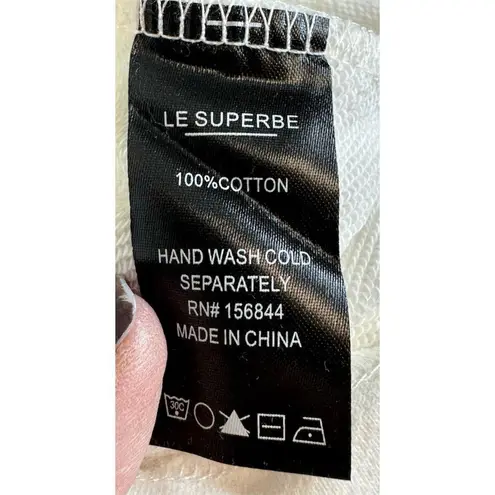 LE SUPERBE
100%COTTON
HAND WASH COLD
SEPARATELY
RN# 156844
MADE IN CHINA
30C